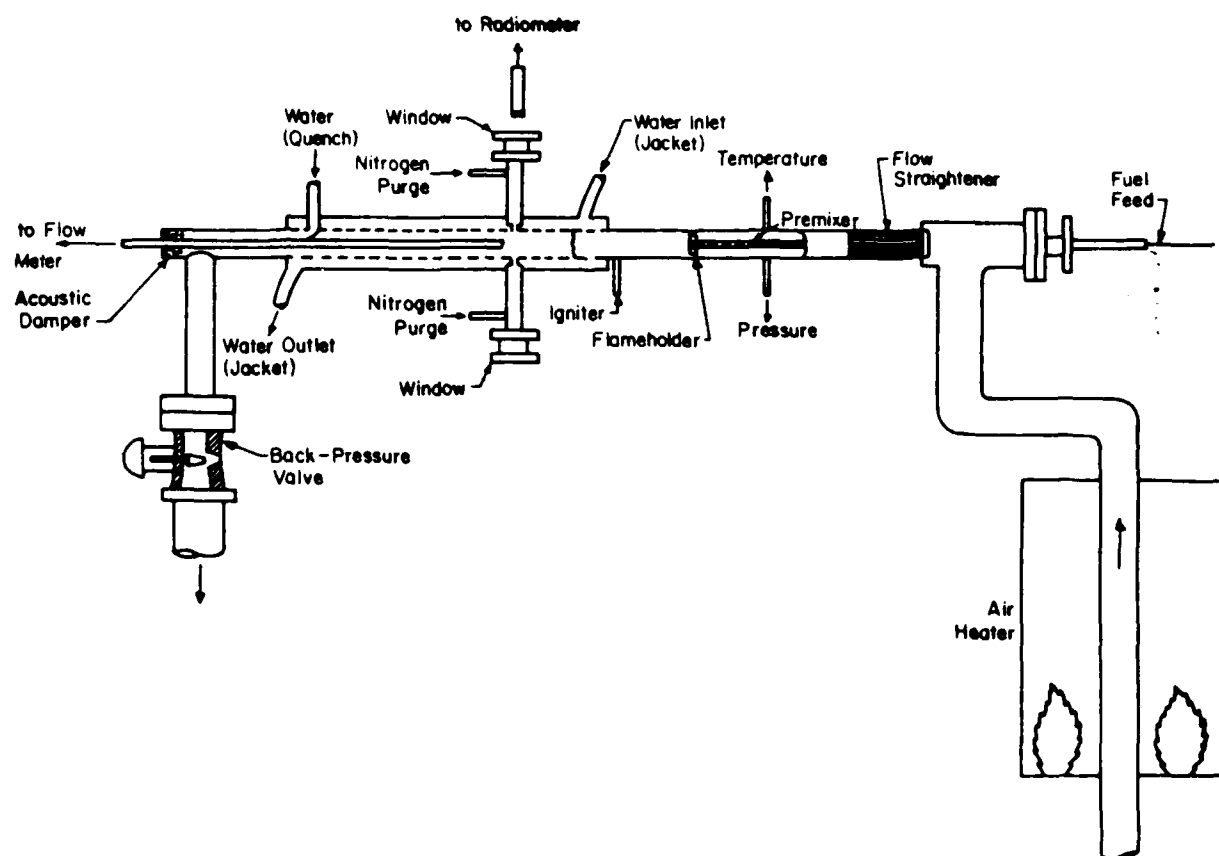 to Radiometer
Water
(Quench)
Window
Water Inlet
(Jacket)
Nitrogen
Purge
Temperature
Flow
Straightener
Fuel
Feed
Premixer
to Flow
Meter
Acoustic
Damper
Water Outlet
(Jacket)
Nitrogen
Purge
Igniter
Flameholder
Pressure
Window
Back-Pressure
Valve
Air
Heater